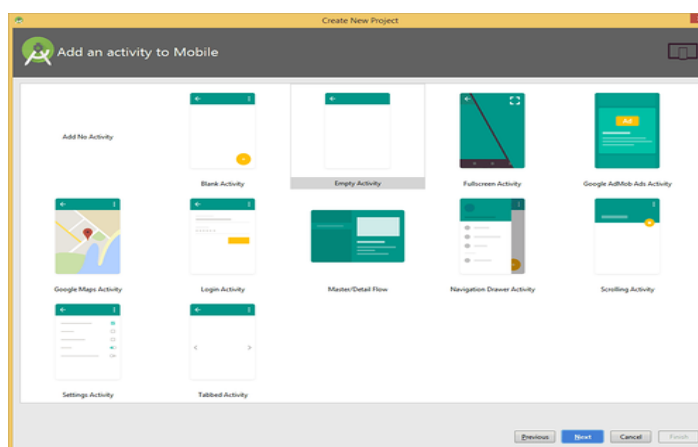 Create New Project
Add an activity to Mobile
Add No Activity
Blank Activity
Empty Activity
Fullscreen Activity
Ad
Google AdMob Ads Activity
Google Maps Activity
Login Activity
Master/Detail Flow
Navigation Drawer Activity
Scrolling Activity
Settings Activity
Tabbed Activity
Previous
Next
Cancel
Finish